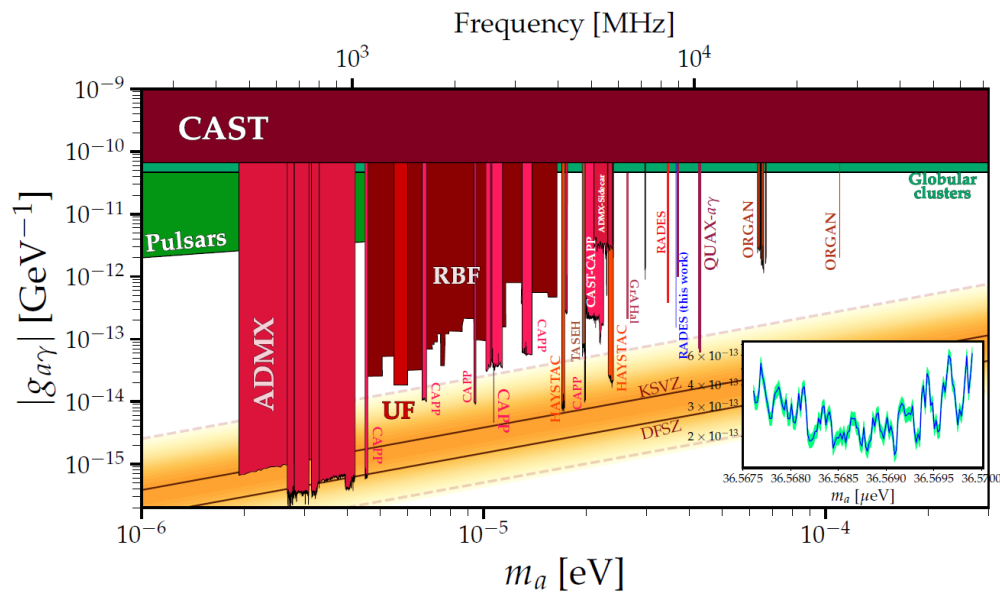 Frequency [MHz]
10³ 10⁴
10⁻⁹
10⁻¹⁰
10⁻¹¹
10⁻¹²
10⁻¹³
10⁻¹⁴
10⁻¹⁵
|g_{aγ}| [GeV⁻¹]
CAST
Globular
clusters
Pulsars
ADMX
RBF
UF
CAPP
CAPP
CAPP
CAPP
CAPP
HAYSTAC
CAPP
TASEH
CAST-CAPP
ADMX-Sidecar
HAYSTAC
GrAHal
RADES
RADES (this work)
QUAX-aγ
ORGAN
ORGAN
KSVZ
DFSZ
6 × 10⁻¹³
4 × 10⁻¹³
3 × 10⁻¹³
2 × 10⁻¹³
36.5675 36.5680 36.5685 36.5690 36.5695 36.5700
m_a [μeV]
10⁻⁶ 10⁻⁵ 10⁻⁴
m_a [eV]